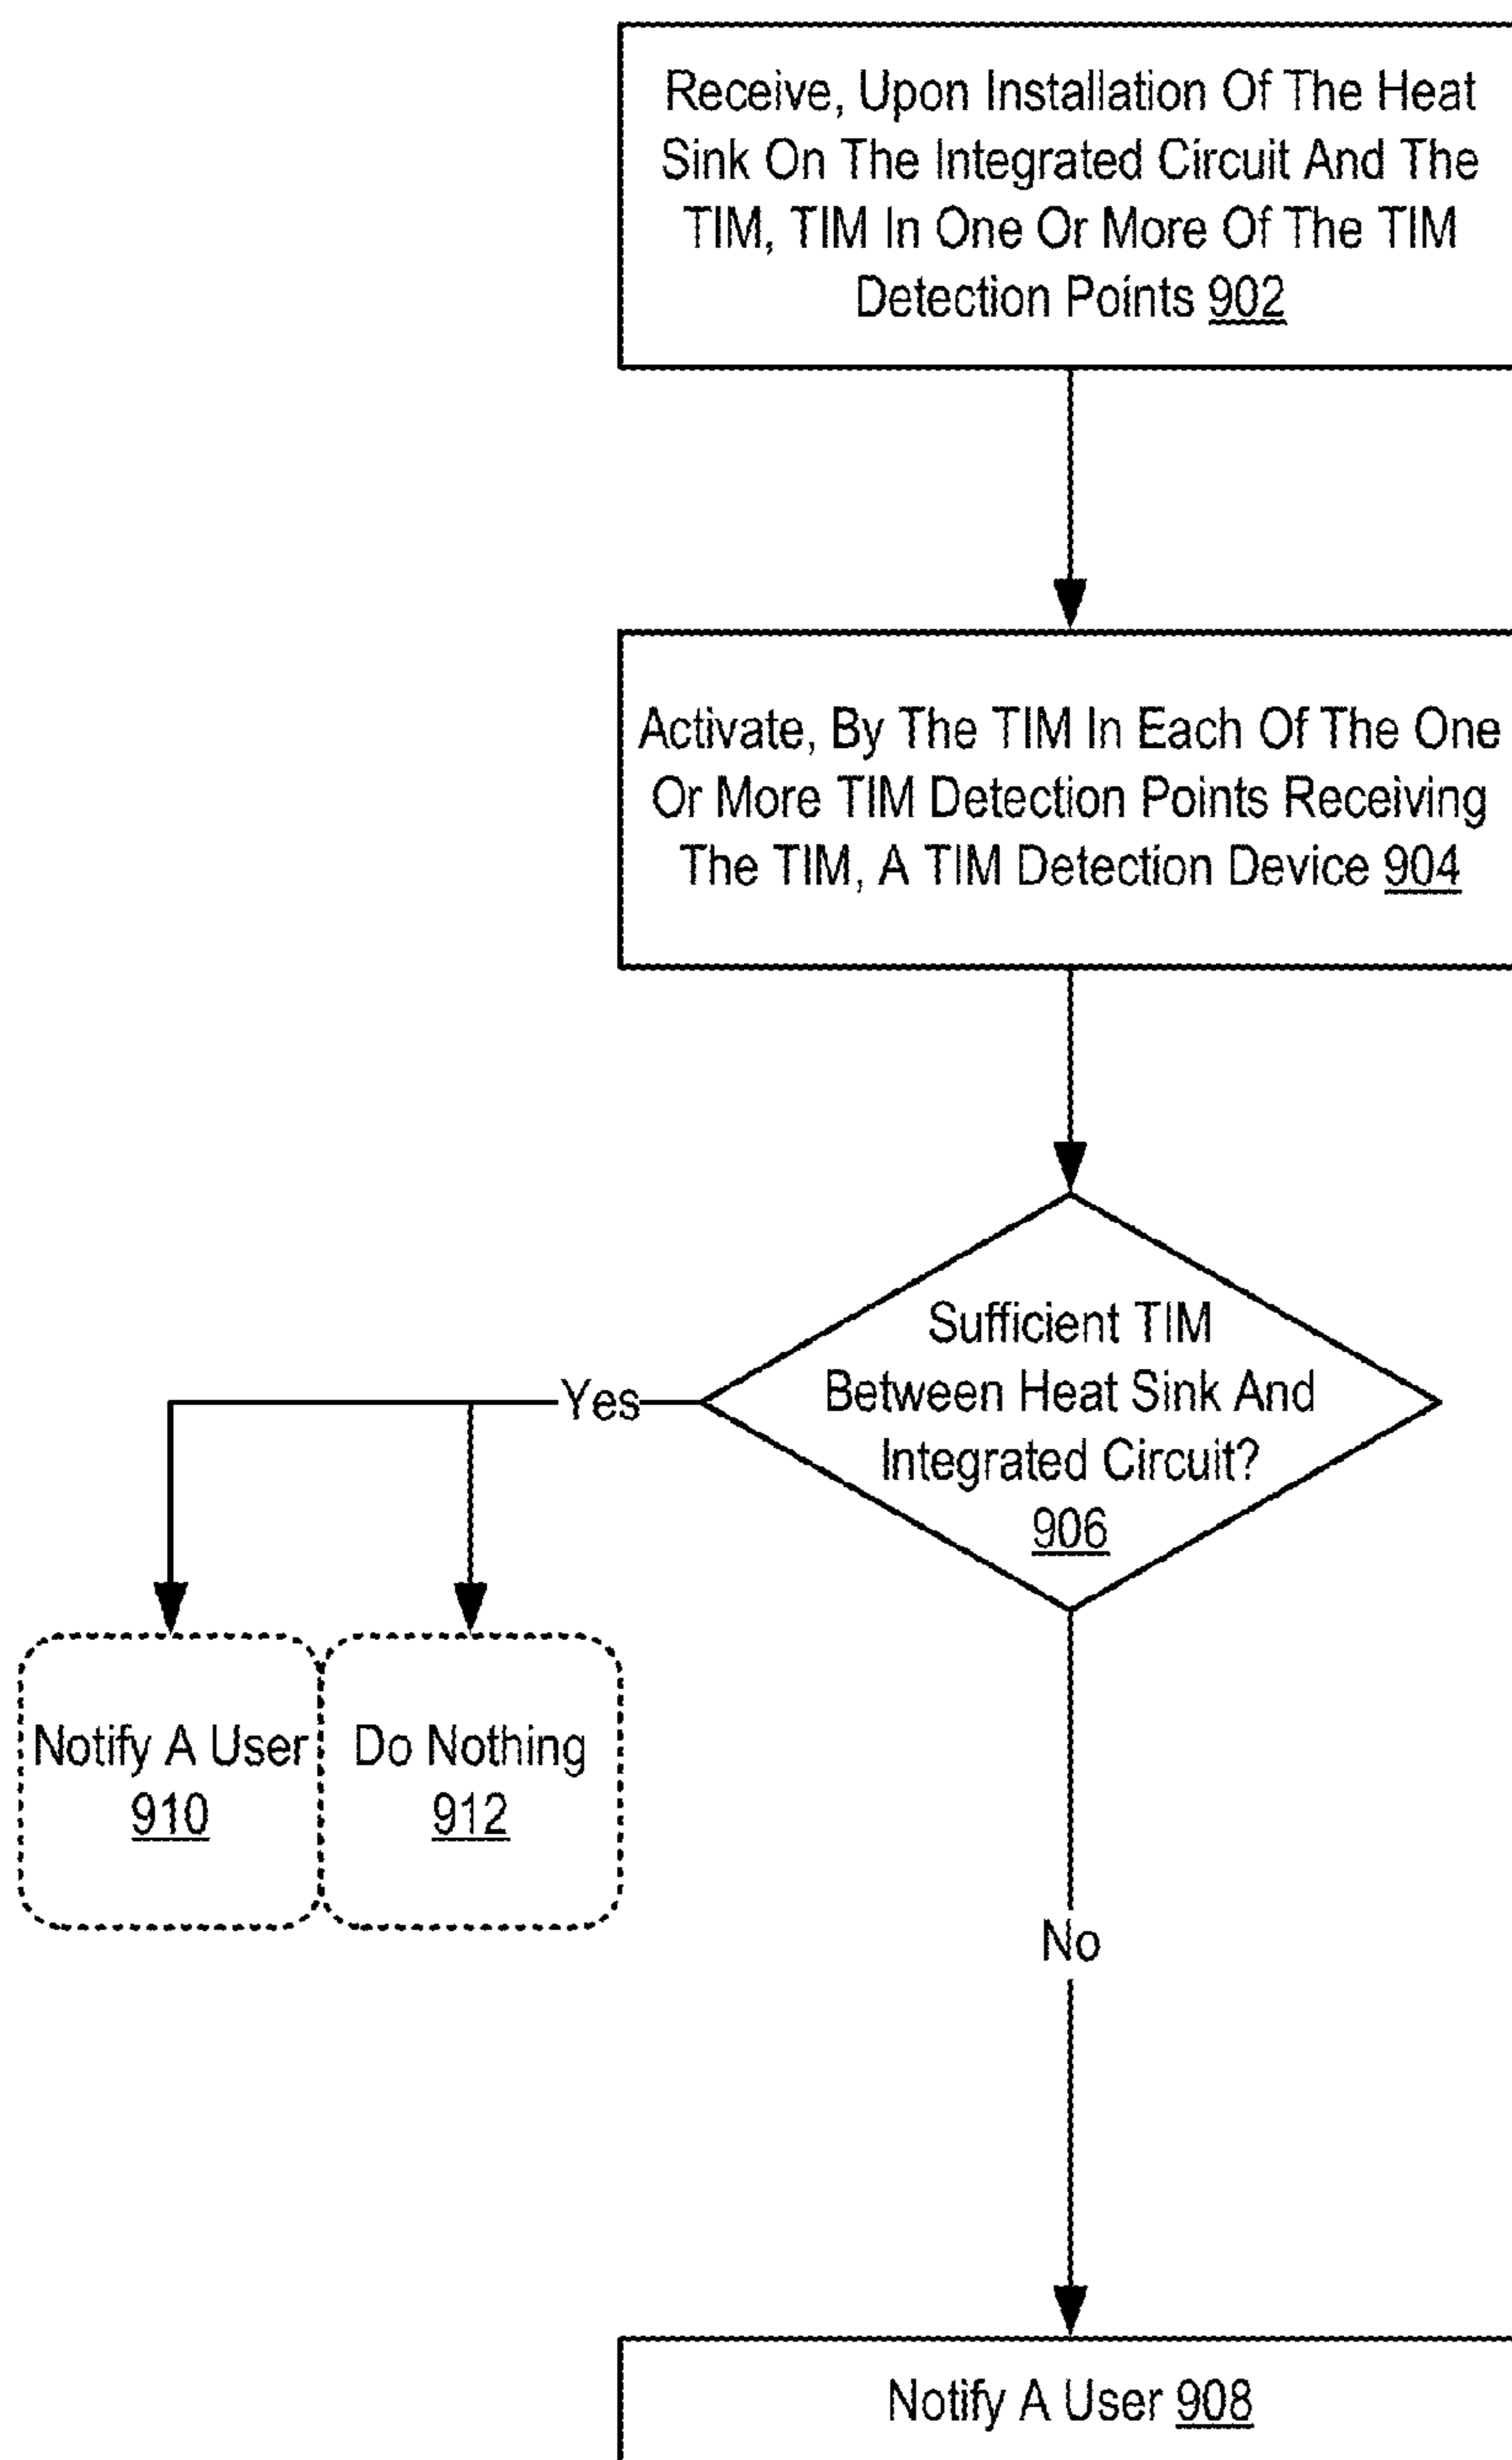 Receive, Upon Installation Of The Heat
Sink On The Integrated Circuit And The
TIM, TIM In One Or More Of The TIM
Detection Points 902
Activate, By The TIM In Each Of The One
Or More TIM Detection Points Receiving
The TIM, A TIM Detection Device 904
Sufficient TIM
Between Heat Sink And
Integrated Circuit?
906
Yes
Notify A User
910
Do Nothing
912
No
Notify A User 908